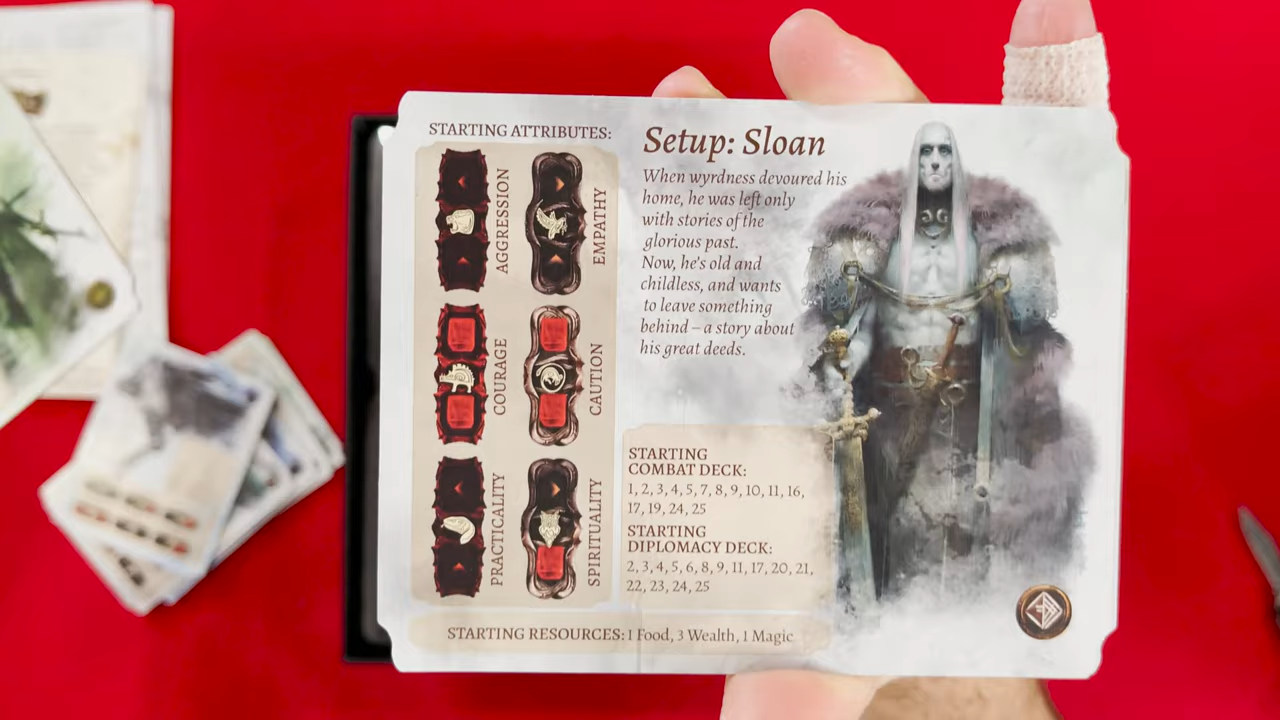 STARTING ATTRIBUTES:
AGGRESSION
EMPATHY
COURAGE
CAUTION
PRACTICALITY
SPIRITUALITY
Setup: Sloan
When wyrdness devoured his
home, he was left only
with stories of the
glorious past.
Now, he's old and
childless, and wants
to leave something
behind – a story about
his great deeds.
STARTING
COMBAT DECK:
1, 2, 3, 4, 5, 7, 8, 9, 10, 11, 16,
17, 19, 24, 25
STARTING
DIPLOMACY DECK:
2, 3, 4, 5, 6, 8, 9, 11, 17, 20, 21,
22, 23, 24, 25
STARTING RESOURCES: 1 Food, 3 Wealth, 1 Magic